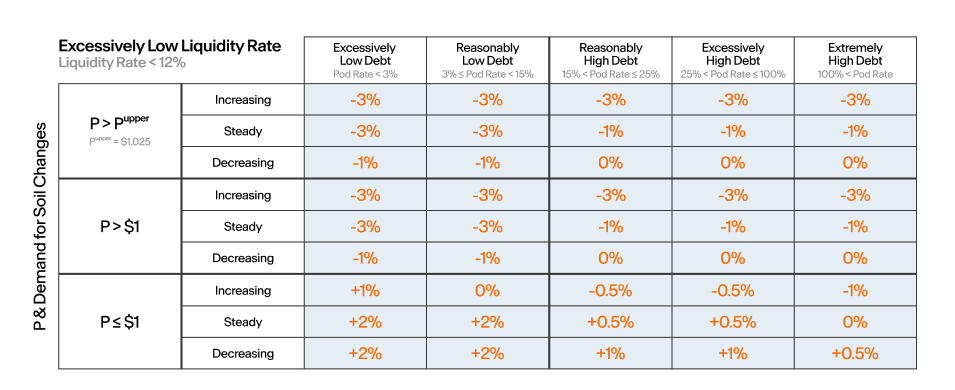 Excessively Low Liquidity Rate
Liquidity Rate < 12%
Excessively Low Debt
Pod Rate < 3%
Reasonably Low Debt
3% ≤ Pod Rate < 15%
Reasonably High Debt
15% < Pod Rate ≤ 25%
Excessively High Debt
25% < Pod Rate ≤ 100%
Extremely High Debt
100% < Pod Rate
P & Demand for Soil Changes
P > Pupper
Pupper = $1.025
Increasing -3% -3% -3% -3% -3%
Steady -3% -3% -1% -1% -1%
Decreasing -1% -1% 0% 0% 0%
P > $1
Increasing -3% -3% -3% -3% -3%
Steady -3% -3% -1% -1% -1%
Decreasing -1% -1% 0% 0% 0%
P ≤ $1
Increasing +1% 0% -0.5% -0.5% -1%
Steady +2% +2% +0.5% +0.5% 0%
Decreasing +2% +2% +1% +1% +0.5%